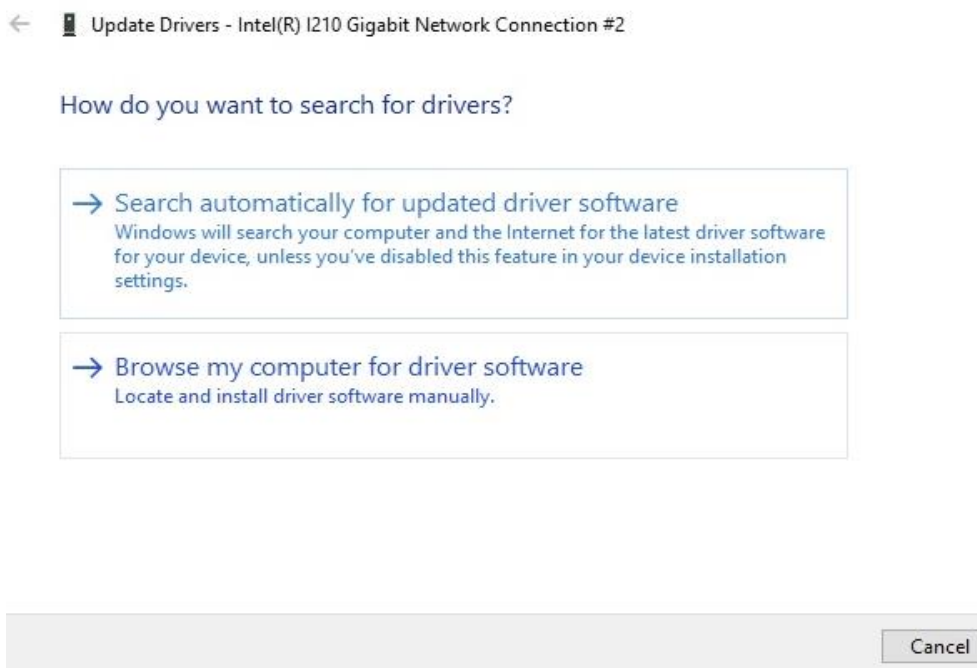 Update Drivers - Intel(R) I210 Gigabit Network Connection #2
How do you want to search for drivers?
Search automatically for updated driver software
Windows will search your computer and the Internet for the latest driver software
for your device, unless you've disabled this feature in your device installation
settings.
Browse my computer for driver software
Locate and install driver software manually.
Cancel